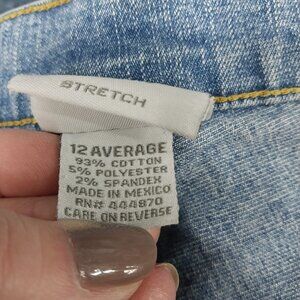 STRETCH
12 AVERAGE
93% COTTON
5% POLYESTER
2% SPANDEX
MADE IN MEXICO
RN# 444870
CARE ON REVERSE